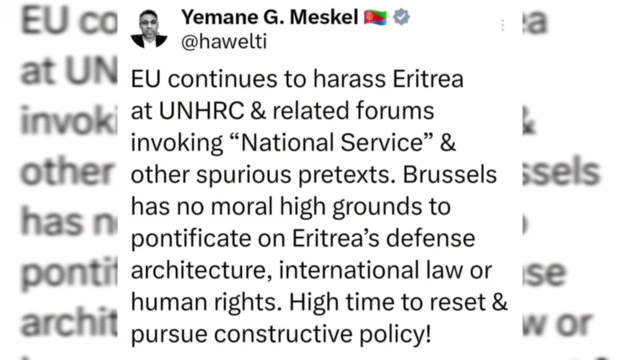 Yemane G. Meskel
@hawelti
EU continues to harass Eritrea
at UNHRC & related forums
invoking “National Service” &
other spurious pretexts. Brussels
has no moral high grounds to
pontificate on Eritrea’s defense
architecture, international law or
human rights. High time to reset &
pursue constructive policy!